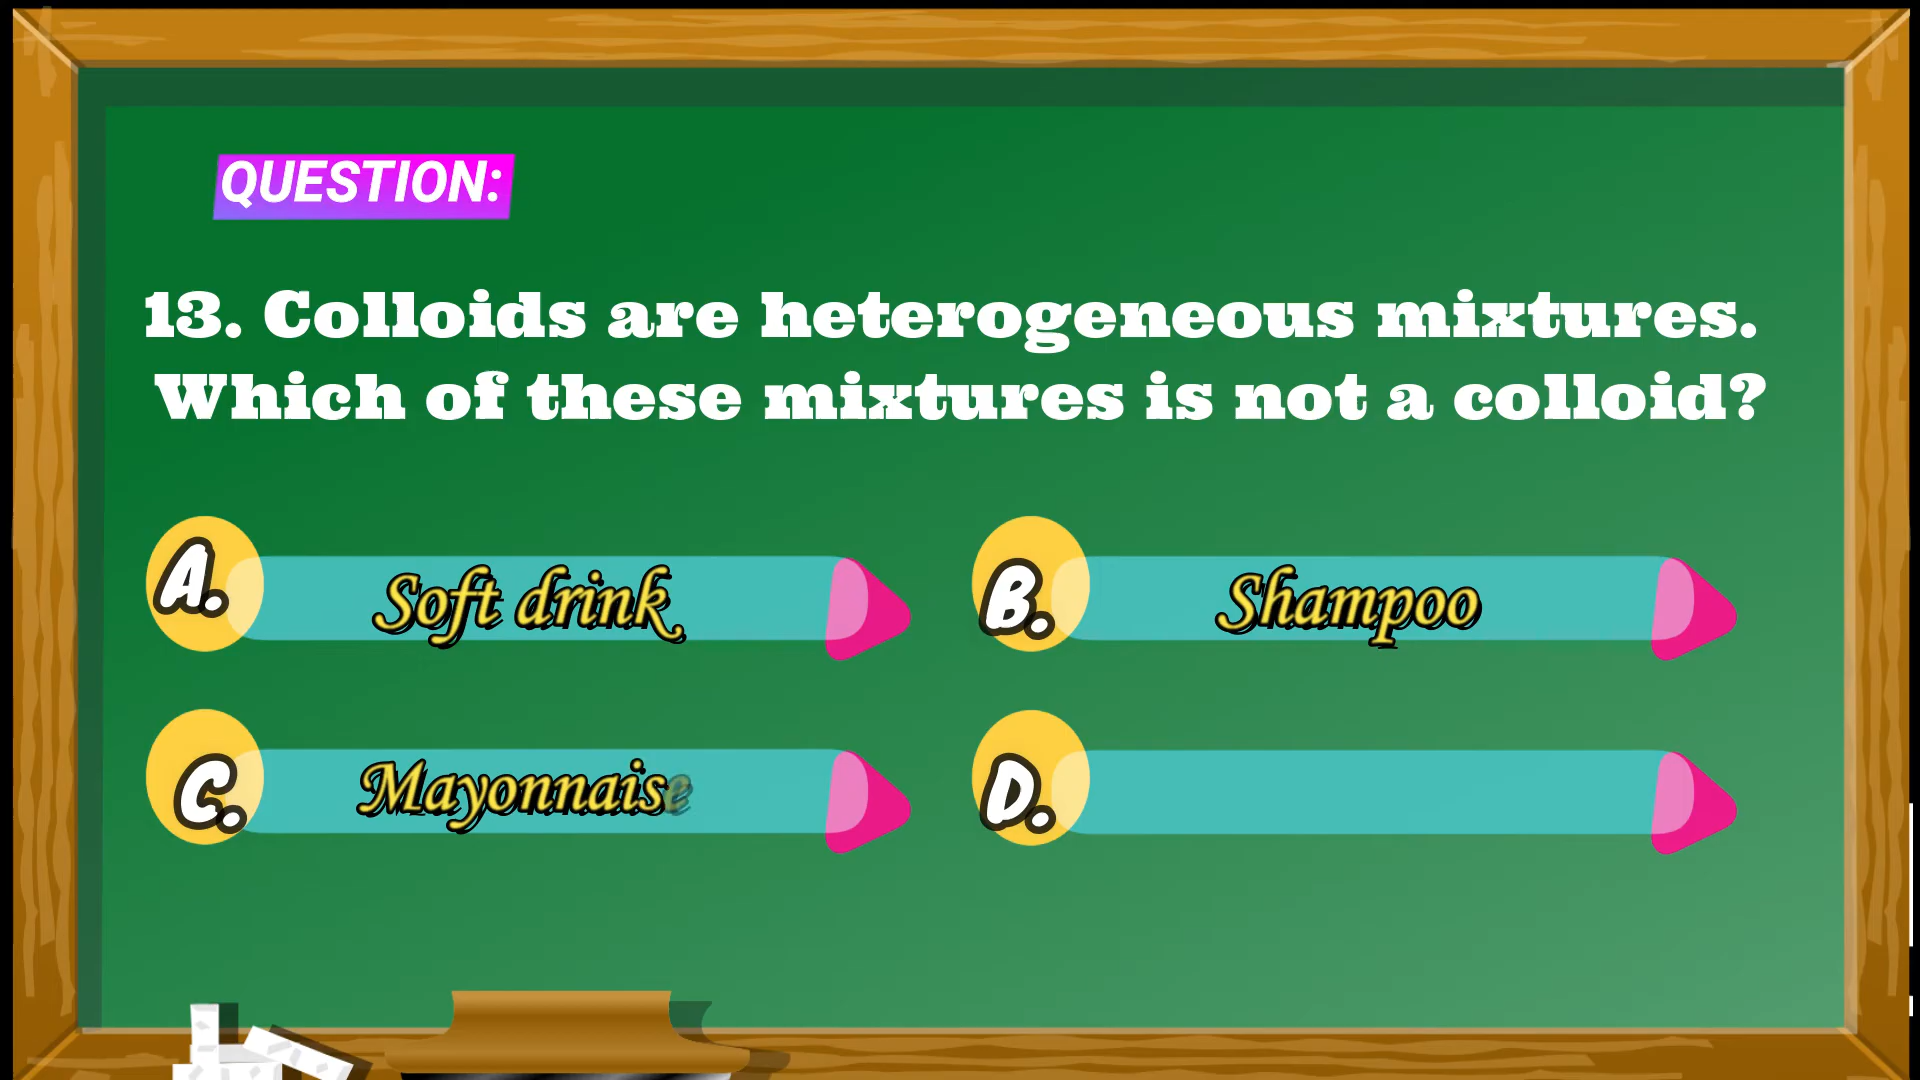 QUESTION:
13. Colloids are heterogeneous mixtures.
Which of these mixtures is not a colloid?
A. Soft drink
B. Shampoo
C. Mayonnaise
D.